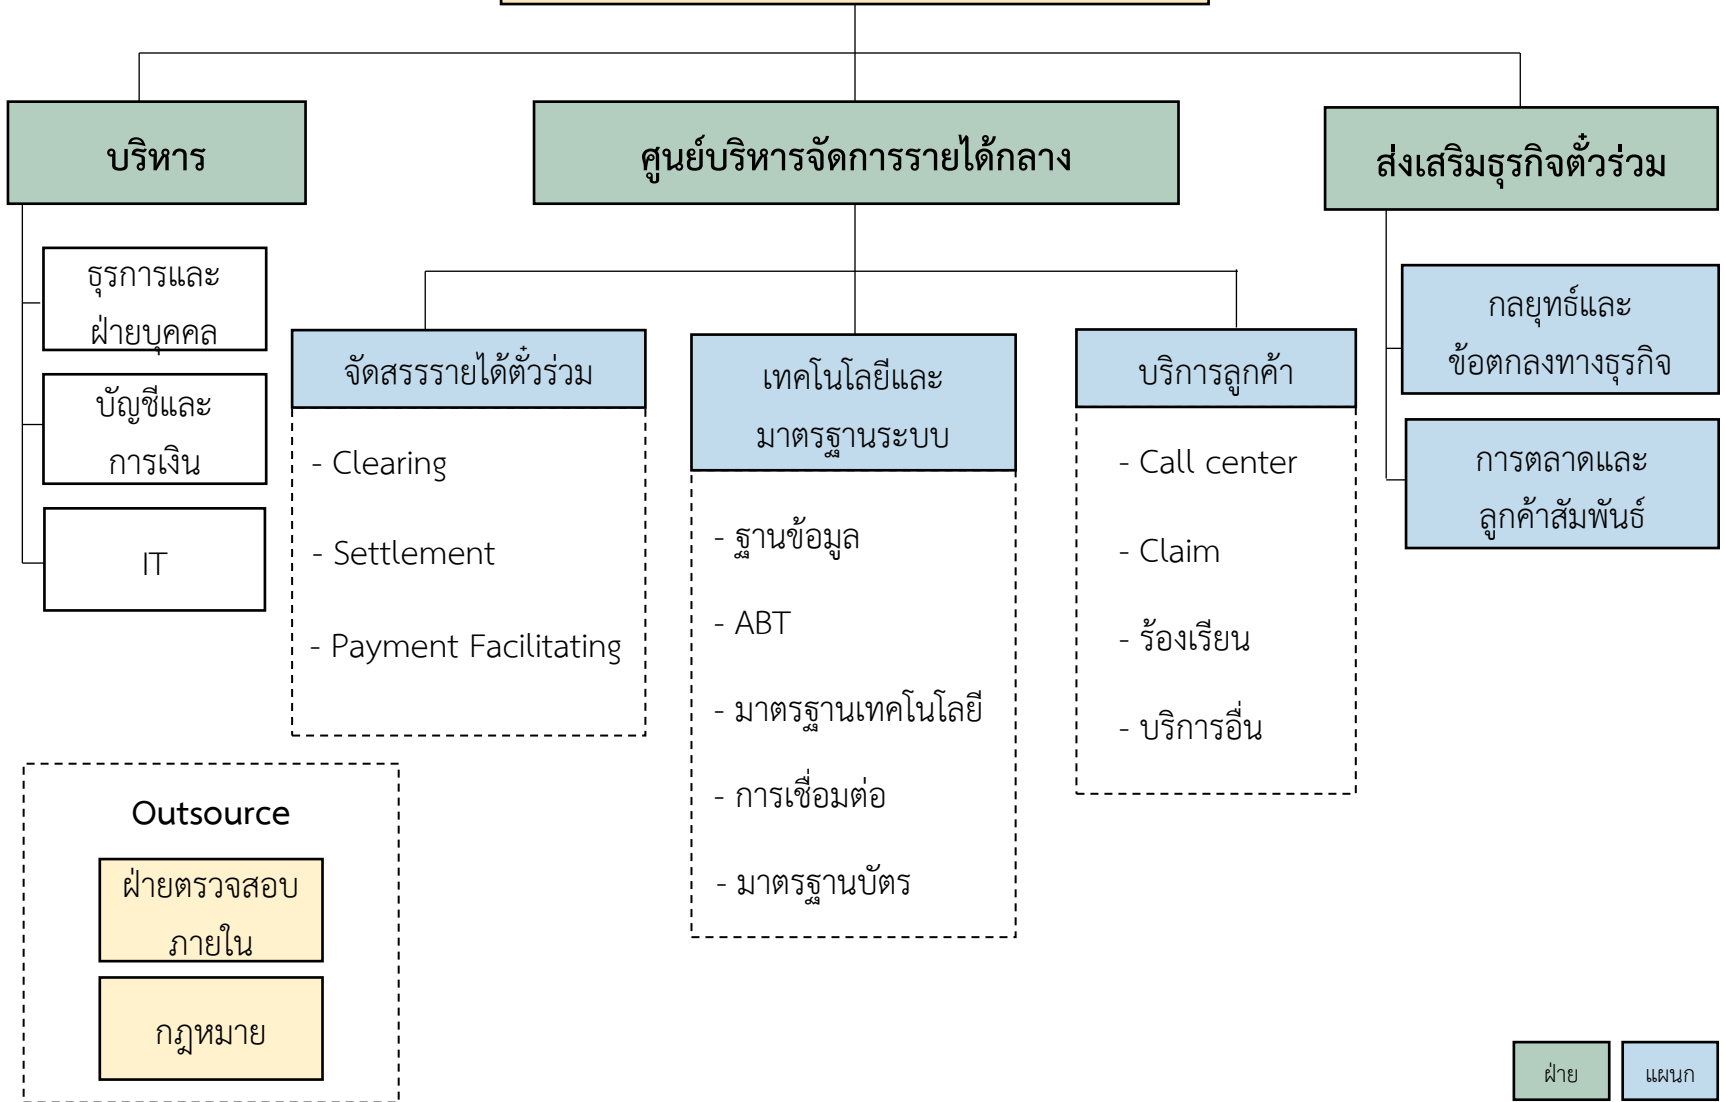 บริหาร
ศูนย์บริหารจัดการรายได้กลาง
ส่งเสริมธุรกิจตั๋วร่วม
ธุรการและ
ฝ่ายบุคคล
บัญชีและ
การเงิน
IT
จัดสรรรายได้ตั๋วร่วม
- Clearing
- Settlement
- Payment Facilitating
เทคโนโลยีและ
มาตรฐานระบบ
- ฐานข้อมูล
- ABT
- มาตรฐานเทคโนโลยี
- การเชื่อมต่อ
- มาตรฐานบัตร
บริการลูกค้า
- Call center
- Claim
- ร้องเรียน
- บริการอื่น
กลยุทธ์และ
ข้อตกลงทางธุรกิจ
การตลาดและ
ลูกค้าสัมพันธ์
Outsource
ฝ่ายตรวจสอบ
ภายใน
กฎหมาย
ฝ่าย
แผนก